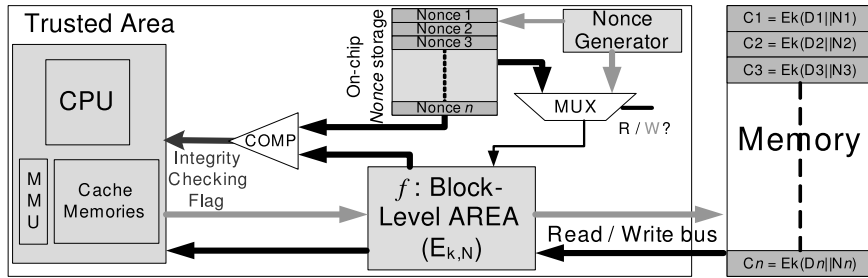 Trusted Area
CPU
MMU
Cache
Memories
Integrity
Checking
Flag
COMP
On-chip
Nonce storage
Nonce 1
Nonce 2
Nonce 3
Nonce n
Nonce
Generator
MUX
R / W?
f : Block-
Level AREA
(Ek,N)
Read / Write bus
C1 = Ek(D1||N1)
C2 = Ek(D2||N2)
C3 = Ek(D3||N3)
Memory
Cn = Ek(Dn||Nn)